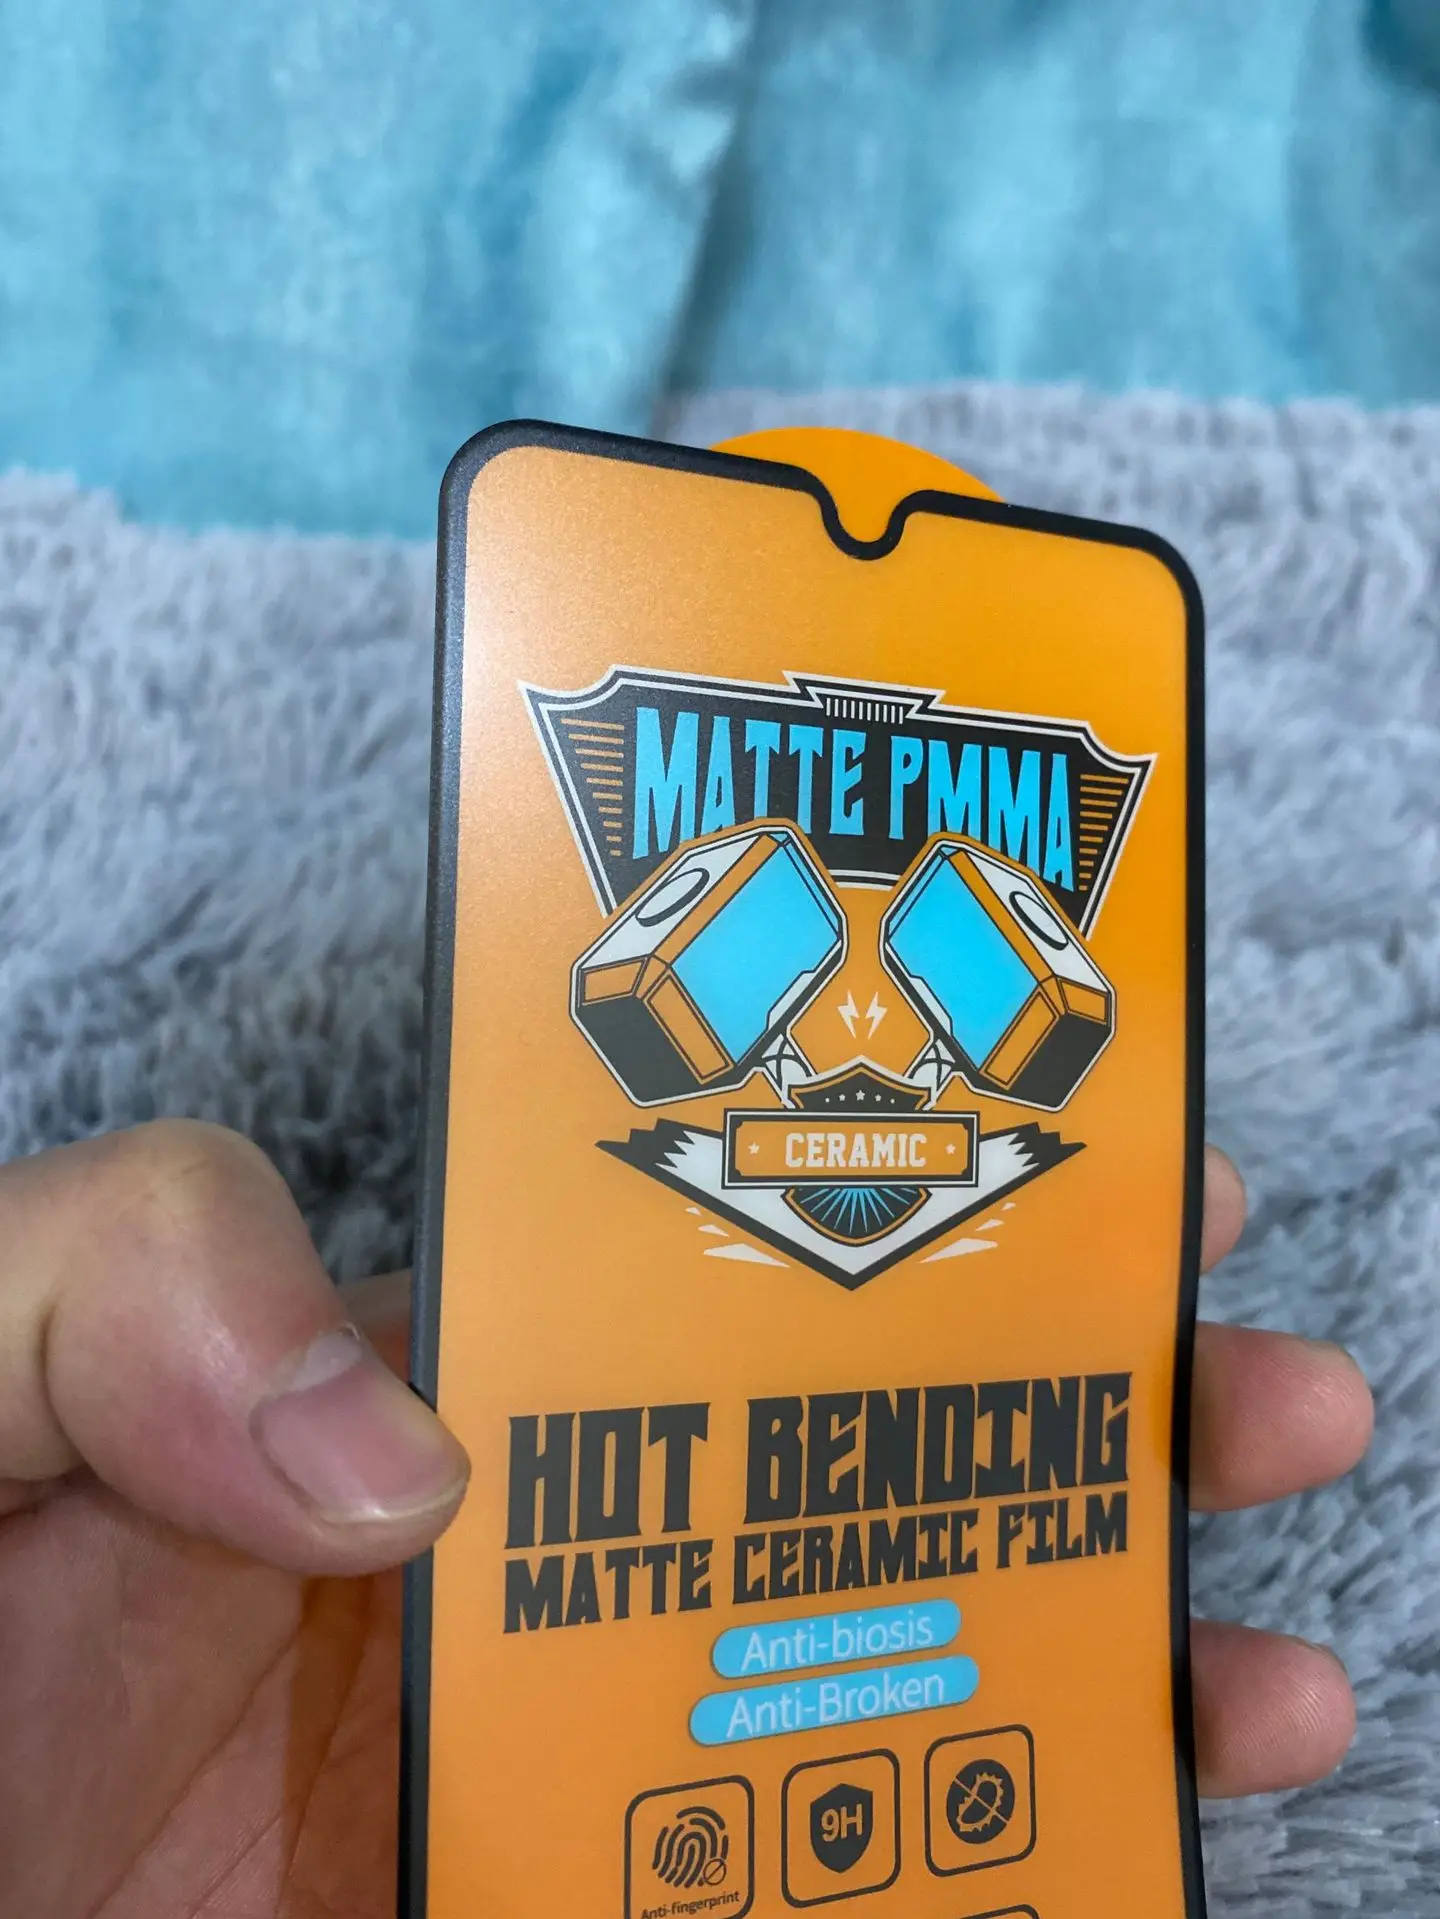 MATTE PMMA
CERAMIC
HOT BENDING
MATTE CERAMIC FILM
Anti-biosis
Anti-Broken
9H
Anti-fingerprint